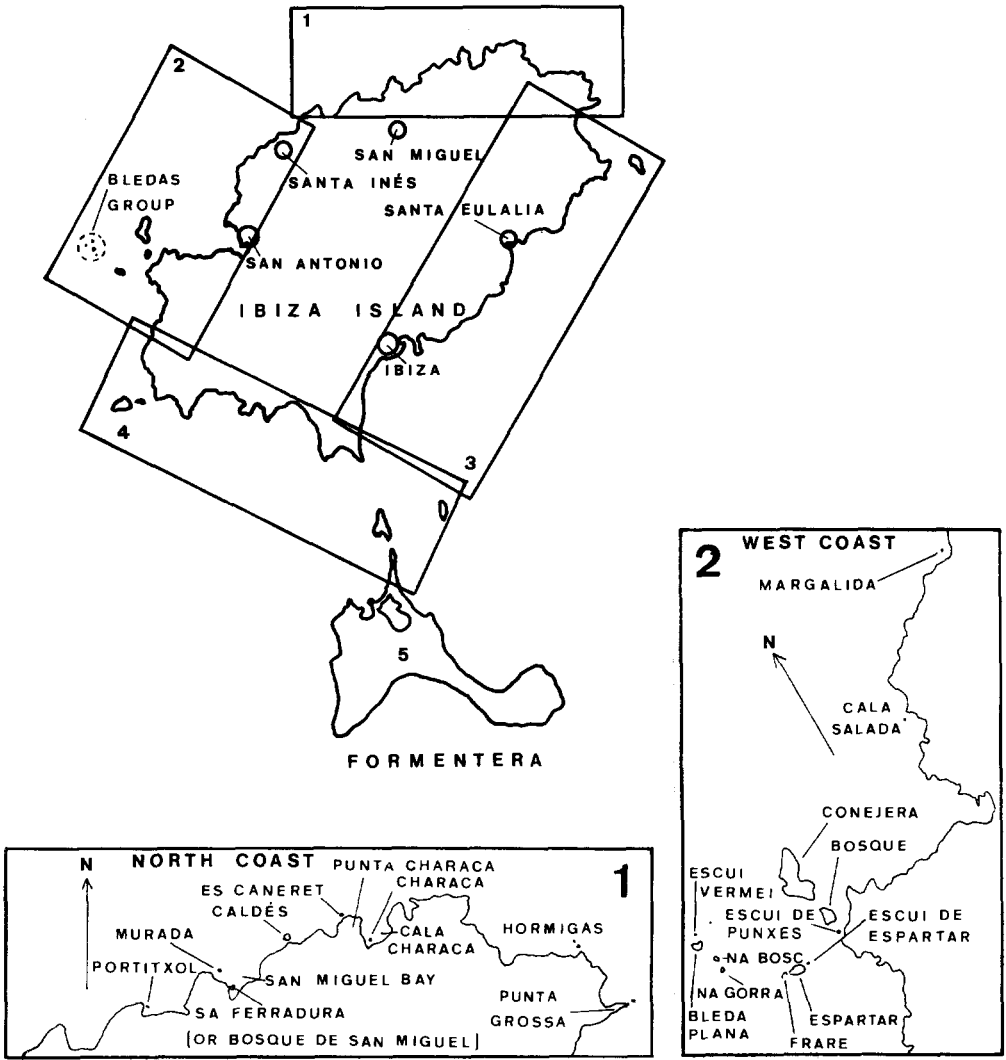 1
2
BLEDAS
GROUP
SAN MIGUEL
SANTA INÉS
SANTA EULALIA
SAN ANTONIO
IBIZA ISLAND
IBIZA
4
3
5
FORMENTERA
1
N
NORTH COAST
PUNTA CHARACA
CHARACA
ES CANERET
CALDÉS
MURADA
CALA
CHARACA
HORMIGAS
PORTITXOL
SAN MIGUEL BAY
SA FERRADURA
[OR BOSQUE DE SAN MIGUEL]
PUNTA
GROSSA
2
WEST COAST
MARGALIDA
N
CALA
SALADA
CONEJERA
BOSQUE
ESCUI
VERMEI
ESCUI DE
PUNXES
ESCUI DE
ESPARTAR
NA BOSC
NA GORRA
BLEDA
PLANA
ESPARTAR
FRARE